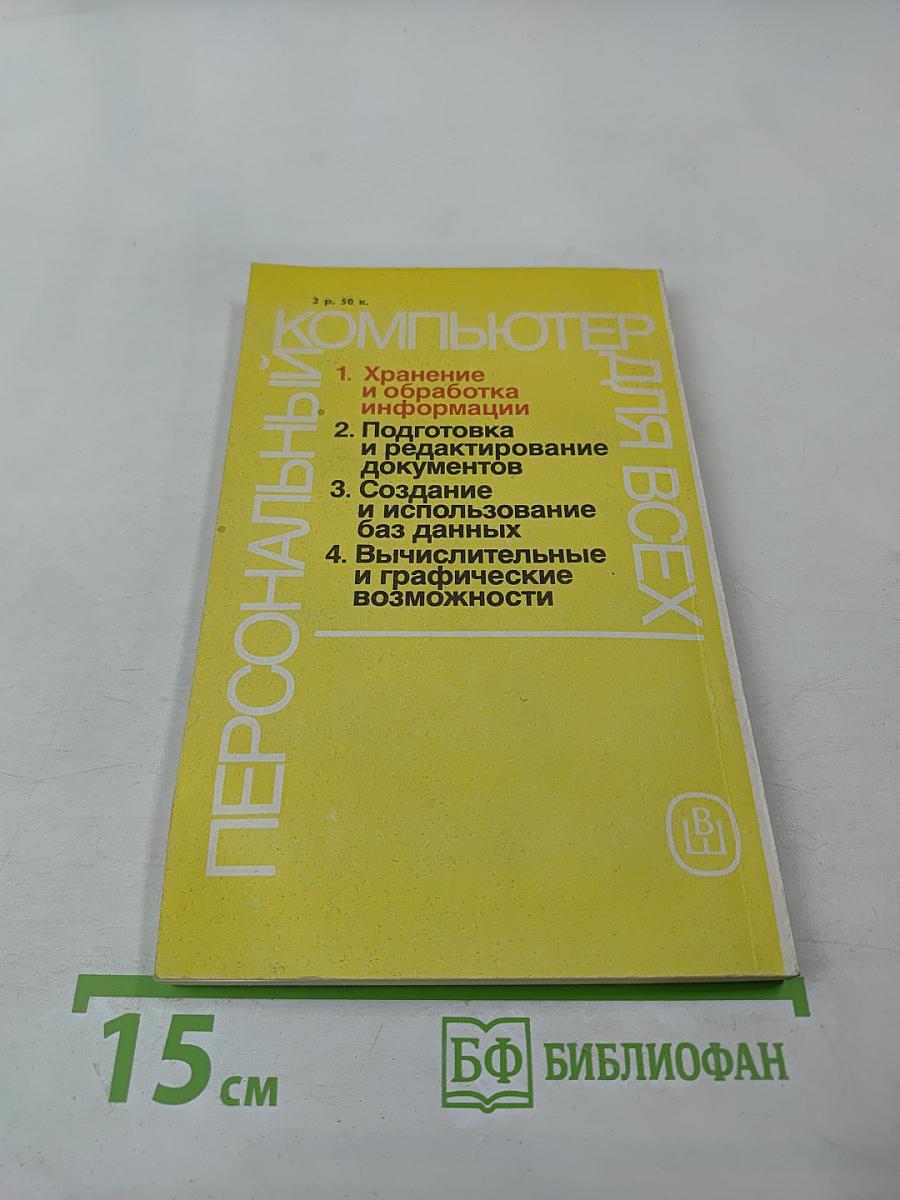 2 р. 50 к.
ПЕРСОНАЛЬНЫЙ
КОМПЬЮТЕР
ДЛЯ ВСЕХ
1. Хранение
и обработка
информации
2. Подготовка
и редактирование
документов
3. Создание
и использование
баз данных
4. Вычислительные
и графические
возможности
ВШ
15 см
БФ БИБЛИОФАН